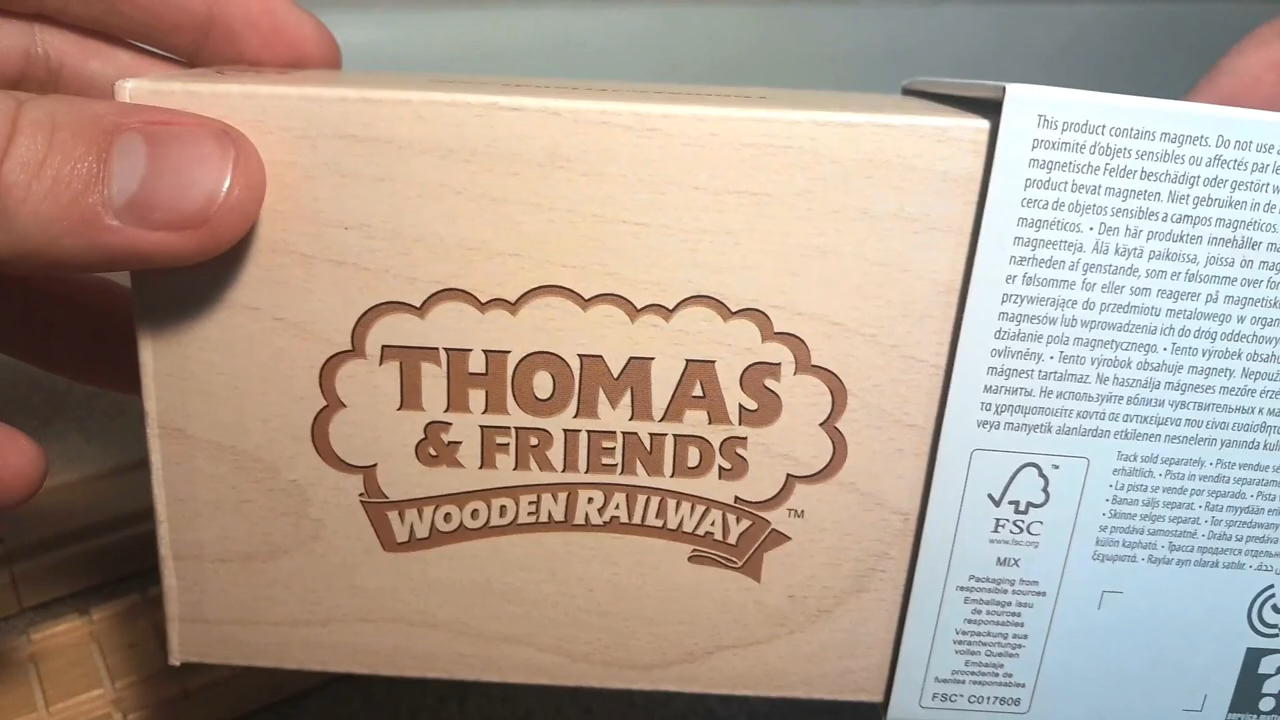 THOMAS
& FRIENDS
WOODEN RAILWAY
™
This product contains magnets. Do not use
proximité d'objets sensibles ou affectés par
magnetische Felder beschädigt oder gestört
product bevat magneten. Niet gebruiken in de
cerca de objetos sensibles a campos magnéticos.
magnéticos. • Den här produkten innehåller
magneetteja. Älä käytä paikoissa, joissa on
nærheden af genstande, som er følsomme over
er følsomme for eller som reagerer på
przywierające do przedmiotu metalowego w
magnesów lub wprowadzenia ich do dróg
działanie pola magnetycznego. • Tento výrobek
ovlivněny. • Tento výrobok obsahuje magnety.
mágnest tartalmaz. Ne használja mágneses mezőre
магниты. Не используйте вблизи чувствительных к
τα χρησιμοποιείτε κοντά σε αντικείμενα που είναι
veya manyetik alanlardan etkilenen nesnelerin yanında
Track sold separately. • Piste vendue
erhältlich. • Pista in vendita
• La pista se vende por separado. • Pista
• Banan säljs separat. • Rata myydään
• Skinne selges separat. • Tor
se prodává samostatně. • Dráha sa predáva
külön kapható. • Трасса продается
ξεχωριστά. • Raylar ayrı olarak satılır. •
FSC
™
www.fsc.org
MIX
Packaging from
responsible sources
Emballage issu
de sources
responsables
Verpackung aus
verantwortungs-
vollen Quellen
Embalaje
procedente de
fuentes responsables
FSC™ C017606
?